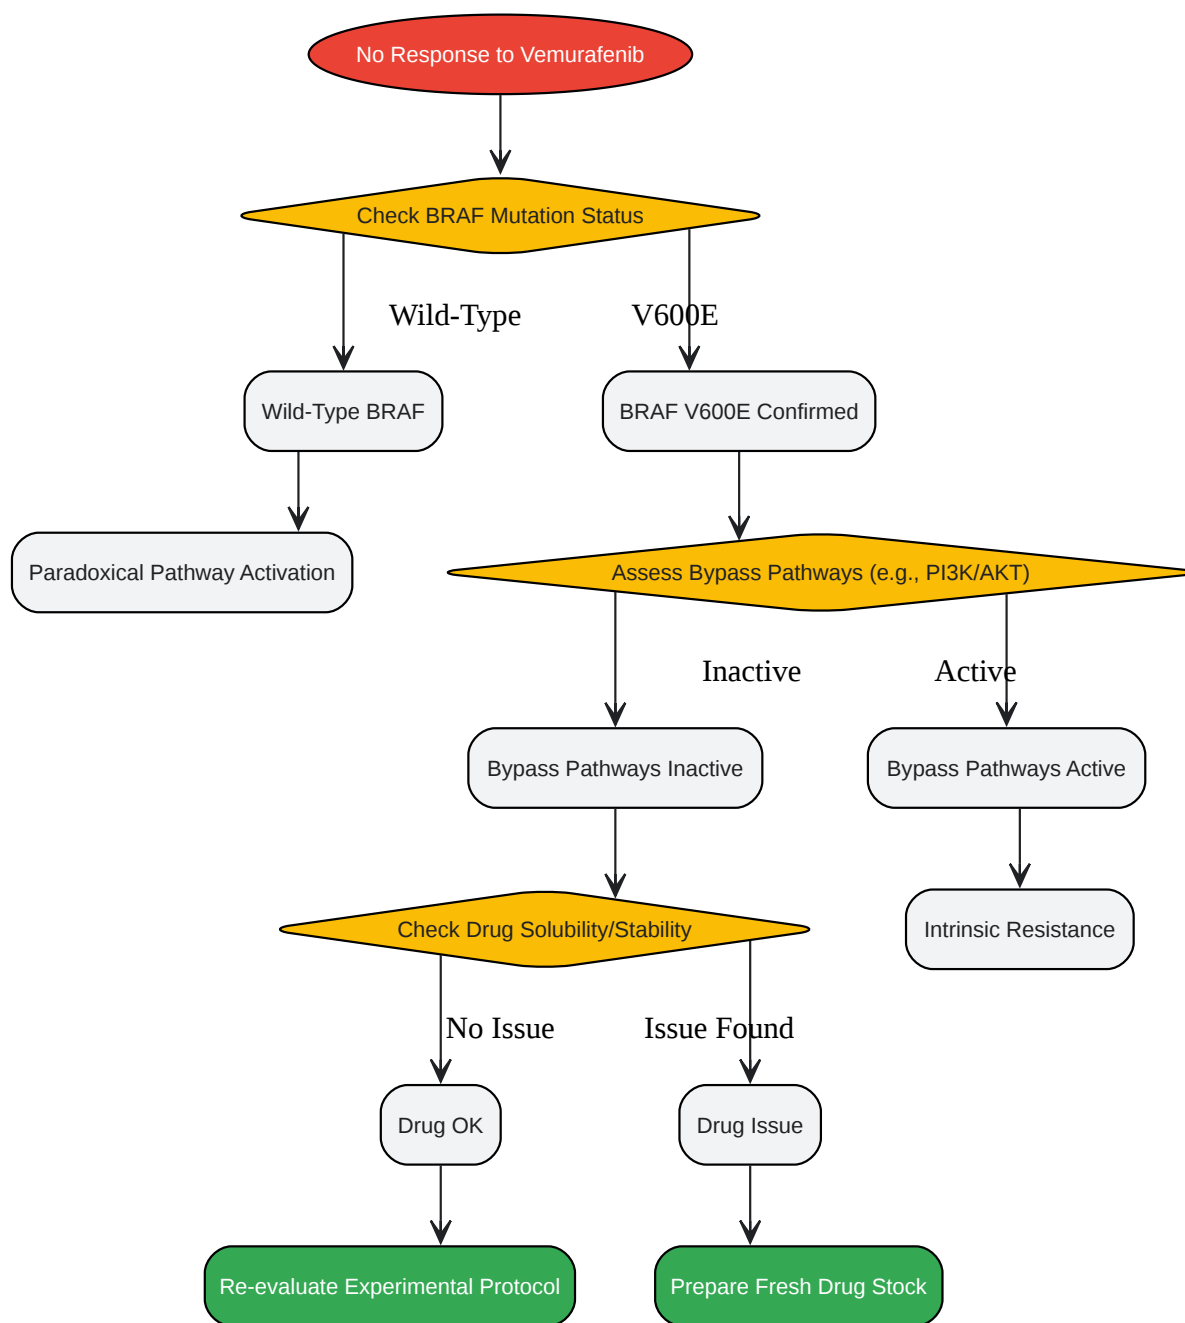 No Response to Vemurafenib
Check BRAF Mutation Status
Wild-Type
V600E
Wild-Type BRAF
BRAF V600E Confirmed
Paradoxical Pathway Activation
Assess Bypass Pathways (e.g., PI3K/AKT)
Inactive
Active
Bypass Pathways Inactive
Bypass Pathways Active
Check Drug Solubility/Stability
Intrinsic Resistance
No Issue
Issue Found
Drug OK
Drug Issue
Re-evaluate Experimental Protocol
Prepare Fresh Drug Stock